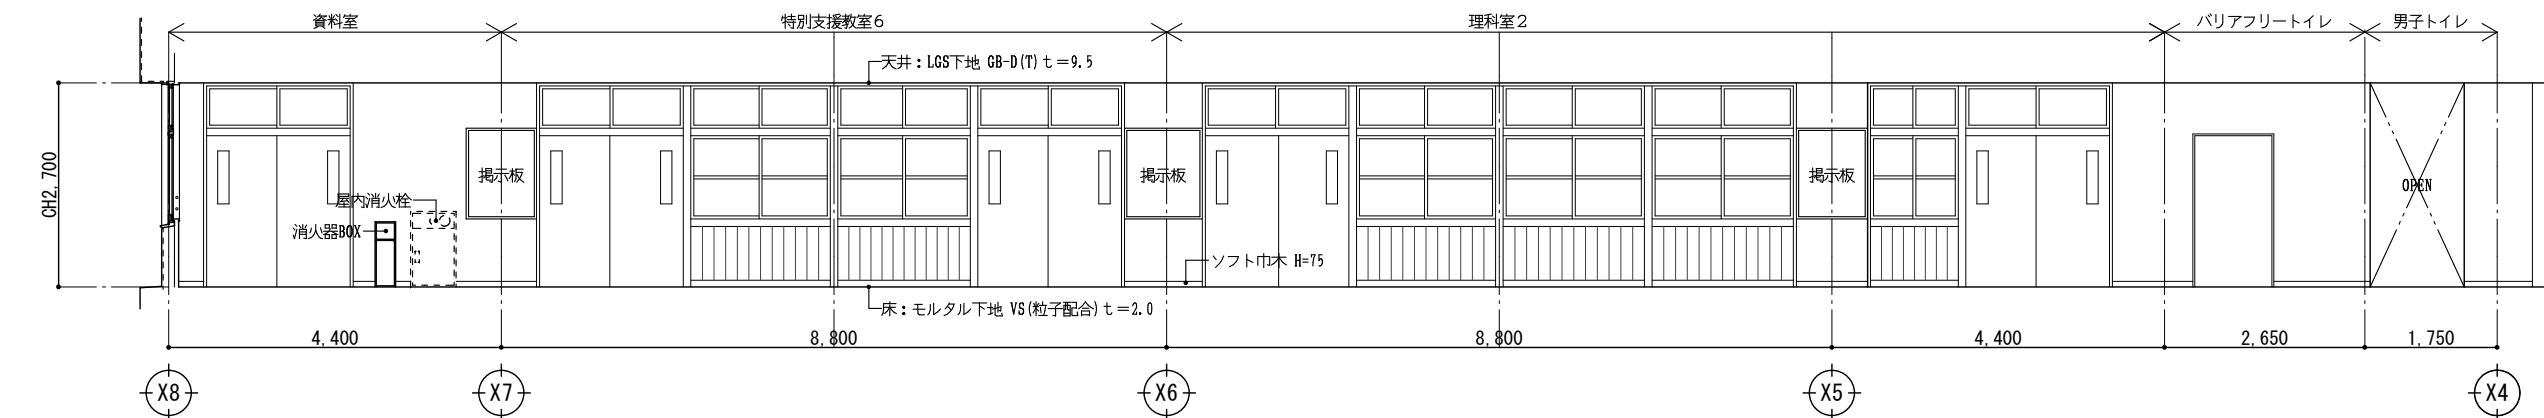 資料室
特別支援教室6
理科室2
バリアフリートイレ
男子トイレ
天井：LGS下地 GB-D(T)t＝9.5
CH2,700
掲示板
掲示板
掲示板
屋内消火栓
消火器BOX
OPEN
ソフト巾木 H=75
床：モルタル下地 VS(粒子配合)t＝2.0
4,400
8,800
8,800
4,400
2,650
1,750
X8
X7
X6
X5
X4